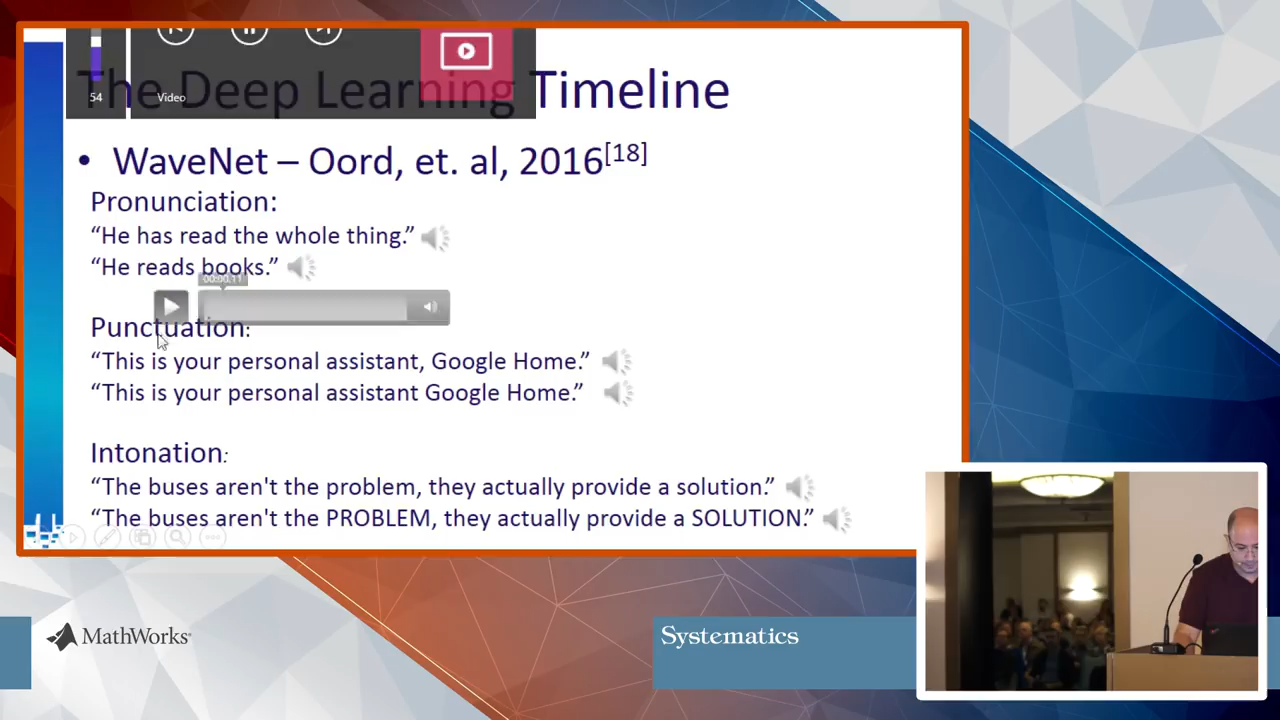 54
Video
The Deep Learning Timeline
• WaveNet – Oord, et. al, 2016[18]
Pronunciation:
“He has read the whole thing.”
“He reads books.”
Punctuation:
“This is your personal assistant, Google Home.”
“This is your personal assistant Google Home.”
Intonation:
“The buses aren't the problem, they actually provide a solution.”
“The buses aren't the PROBLEM, they actually provide a SOLUTION.”
MathWorks®
Systematics